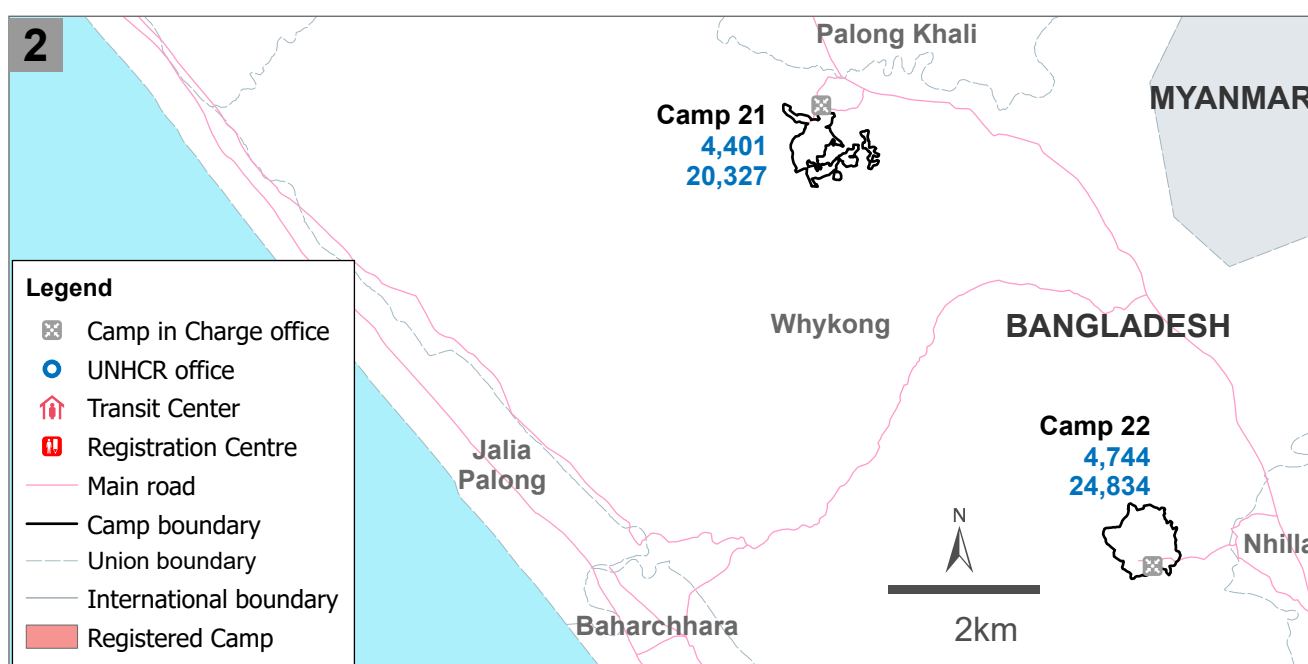 2
Palong Khali
MYANMAR
Camp 21
4,401
20,327
Whykong
BANGLADESH
Camp 22
4,744
24,834
Jalia
Palong
Nhilla
Baharchhara
N
2km
Legend
Camp in Charge office
UNHCR office
Transit Center
Registration Centre
Main road
Camp boundary
Union boundary
International boundary
Registered Camp